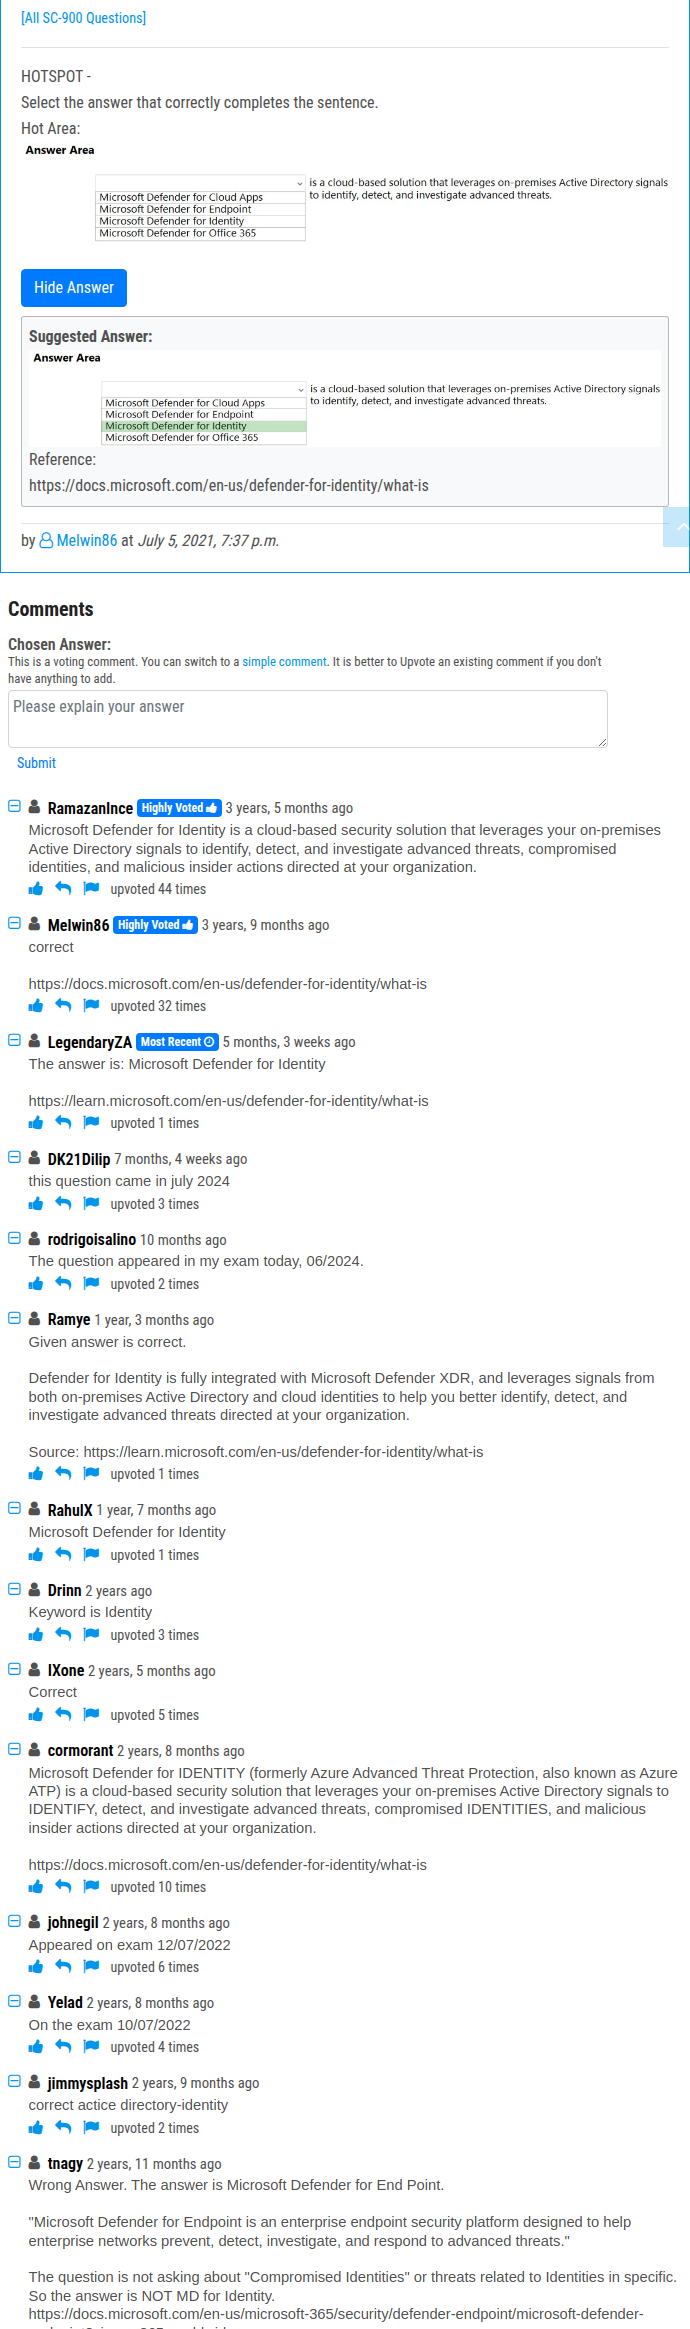 [All SC-900 Questions]
HOTSPOT -
Select the answer that correctly completes the sentence.
Hot Area:
Answer Area
is a cloud-based solution that leverages on-premises Active Directory signals
to identify, detect, and investigate advanced threats.
Microsoft Defender for Cloud Apps
Microsoft Defender for Endpoint
Microsoft Defender for Identity
Microsoft Defender for Office 365
Hide Answer
Suggested Answer:
Answer Area
is a cloud-based solution that leverages on-premises Active Directory signals
to identify, detect, and investigate advanced threats.
Microsoft Defender for Cloud Apps
Microsoft Defender for Endpoint
Microsoft Defender for Identity
Microsoft Defender for Office 365
Reference:
https://docs.microsoft.com/en-us/defender-for-identity/what-is
by Melwin86 at July 5, 2021, 7:37 p.m.
Comments
Chosen Answer:
This is a voting comment. You can switch to a simple comment. It is better to Upvote an existing comment if you don't
have anything to add.
Please explain your answer
Submit
RamazanInce Highly Voted 3 years, 5 months ago
Microsoft Defender for Identity is a cloud-based security solution that leverages your on-premises
Active Directory signals to identify, detect, and investigate advanced threats, compromised
identities, and malicious insider actions directed at your organization.
upvoted 44 times
Melwin86 Highly Voted 3 years, 9 months ago
correct
https://docs.microsoft.com/en-us/defender-for-identity/what-is
upvoted 32 times
LegendaryZA Most Recent 5 months, 3 weeks ago
The answer is: Microsoft Defender for Identity
https://learn.microsoft.com/en-us/defender-for-identity/what-is
upvoted 1 times
DK21Dilip 7 months, 4 weeks ago
this question came in july 2024
upvoted 3 times
rodrigoisalino 10 months ago
The question appeared in my exam today, 06/2024.
upvoted 2 times
Ramye 1 year, 3 months ago
Given answer is correct.
Defender for Identity is fully integrated with Microsoft Defender XDR, and leverages signals from
both on-premises Active Directory and cloud identities to help you better identify, detect, and
investigate advanced threats directed at your organization.
Source: https://learn.microsoft.com/en-us/defender-for-identity/what-is
upvoted 1 times
RahulX 1 year, 7 months ago
Microsoft Defender for Identity
upvoted 1 times
Drinn 2 years ago
Keyword is Identity
upvoted 3 times
IXone 2 years, 5 months ago
Correct
upvoted 5 times
cormorant 2 years, 8 months ago
Microsoft Defender for IDENTITY (formerly Azure Advanced Threat Protection, also known as Azure
ATP) is a cloud-based security solution that leverages your on-premises Active Directory signals to
IDENTIFY, detect, and investigate advanced threats, compromised IDENTITIES, and malicious
insider actions directed at your organization.
https://docs.microsoft.com/en-us/defender-for-identity/what-is
upvoted 10 times
johnegil 2 years, 8 months ago
Appeared on exam 12/07/2022
upvoted 6 times
Yelad 2 years, 8 months ago
On the exam 10/07/2022
upvoted 4 times
jimmysplash 2 years, 9 months ago
correct actice directory-identity
upvoted 2 times
tnagy 2 years, 11 months ago
Wrong Answer. The answer is Microsoft Defender for End Point.
"Microsoft Defender for Endpoint is an enterprise endpoint security platform designed to help
enterprise networks prevent, detect, investigate, and respond to advanced threats."
The question is not asking about "Compromised Identities" or threats related to Identities in specific.
So the answer is NOT MD for Identity.
https://docs.microsoft.com/en-us/microsoft-365/security/defender-endpoint/microsoft-defender-